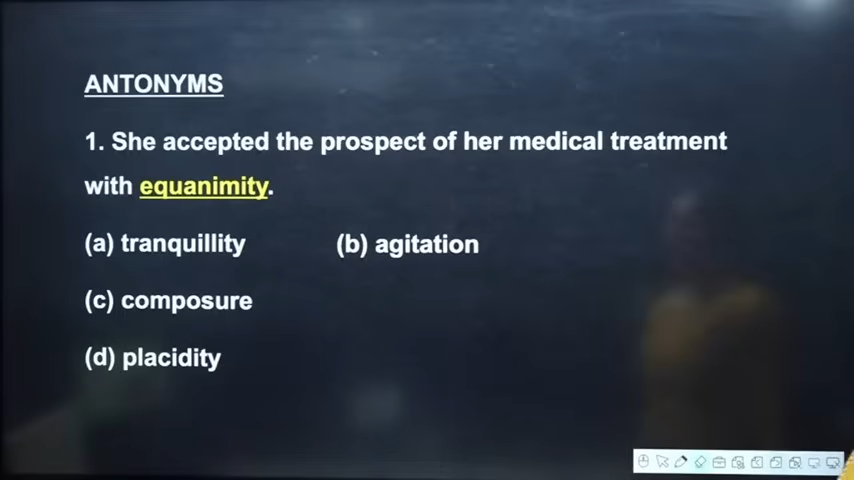 ANTONYMS
1. She accepted the prospect of her medical treatment
with equanimity.
(a) tranquillity (b) agitation
(c) composure
(d) placidity